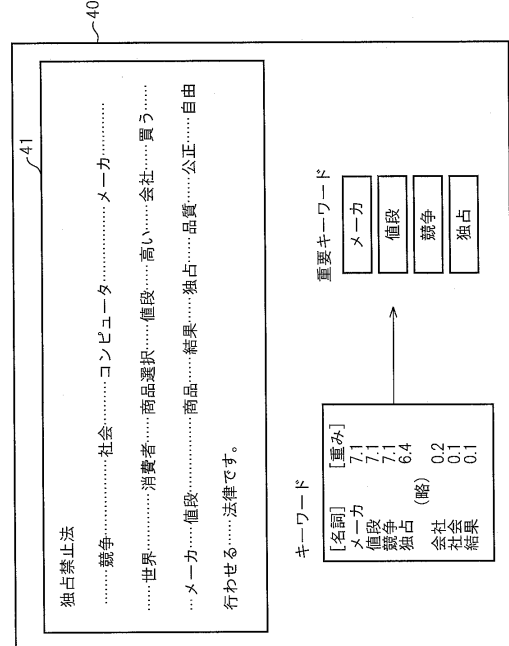 40
41
独占禁止法
………競争…………社会………コンピュータ……………メーカ…………
……世界…………消費者……商品選択……値段……高い……会社……買う……
…メーカ……値段………………商品……結果……独占……品質……公正……自由
行わせる……法律です。
キーワード
[名詞] [重み]
メーカ 7.1
値段 7.1
競争 7.1
独占 6.4
(略)
会社 0.2
社会 0.1
結果 0.1
重要キーワード
メーカ
値段
競争
独占